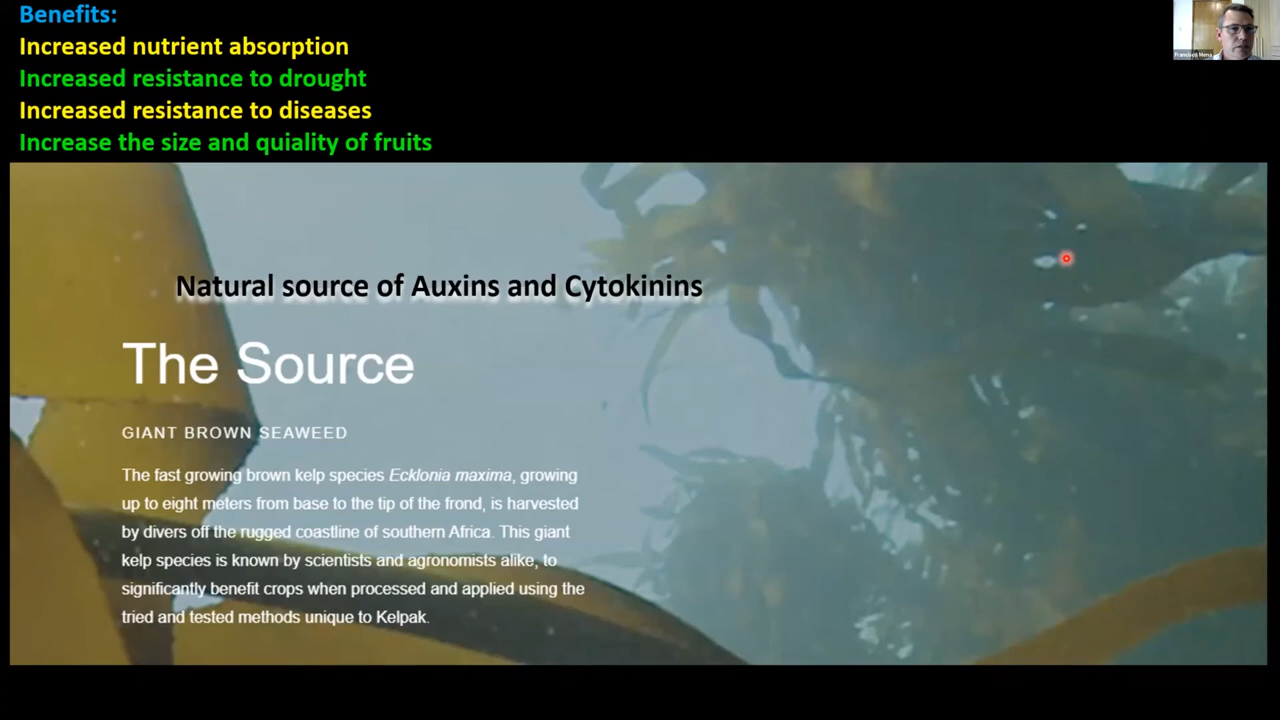 Benefits:
Increased nutrient absorption
Increased resistance to drought
Increased resistance to diseases
Increase the size and quiality of fruits
Francisco Mena
Natural source of Auxins and Cytokinins
The Source
GIANT BROWN SEAWEED
The fast growing brown kelp species Ecklonia maxima, growing
up to eight meters from base to the tip of the frond, is harvested
by divers off the rugged coastline of southern Africa. This giant
kelp species is known by scientists and agronomists alike, to
significantly benefit crops when processed and applied using the
tried and tested methods unique to Kelpak.